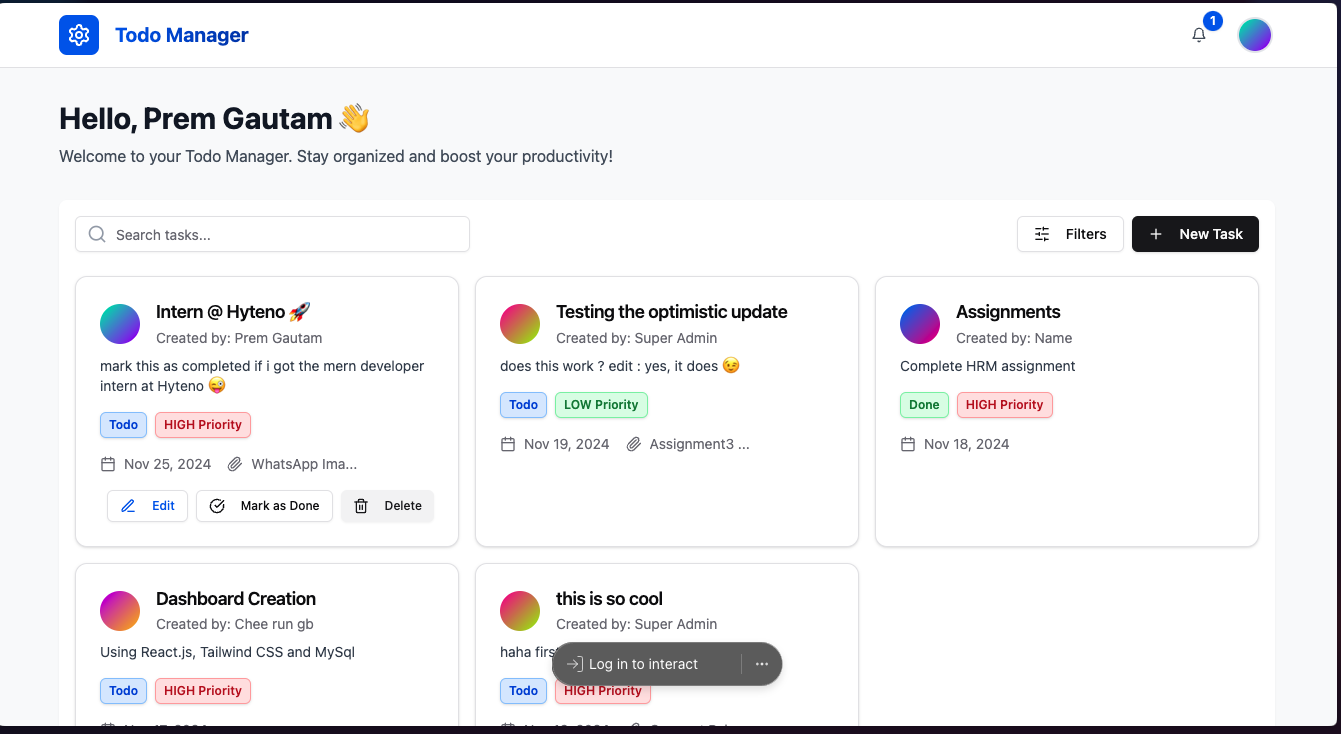 Todo Manager
1
Hello, Prem Gautam 👋
Welcome to your Todo Manager. Stay organized and boost your productivity!
Search tasks...
Filters
New Task
Intern @ Hyteno 🚀
Created by: Prem Gautam
mark this as completed if i got the mern developer
intern at Hyteno 😜
Todo
HIGH Priority
Nov 25, 2024
WhatsApp Ima...
Edit
Mark as Done
Delete
Testing the optimistic update
Created by: Super Admin
does this work ? edit : yes, it does 😉
Todo
LOW Priority
Nov 19, 2024
Assignment3 ...
Assignments
Created by: Name
Complete HRM assignment
Done
HIGH Priority
Nov 18, 2024
Dashboard Creation
Created by: Chee run gb
Using React.js, Tailwind CSS and MySql
Todo
HIGH Priority
this is so cool
Created by: Super Admin
haha
Todo
HIGH Priority
Log in to interact